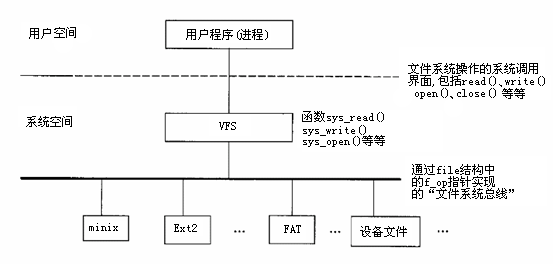 用户空间
用户程序(进程)
文件系统操作的系统调用
界面,包括read()、write()
open()、close() 等等
系统空间
VFS
函数sys_read()
sys_write()
sys_open()等等
通过file结构中
的f_op指针实现
的“文件系统总线”
minix
Ext2
…
FAT
…
设备文件
…